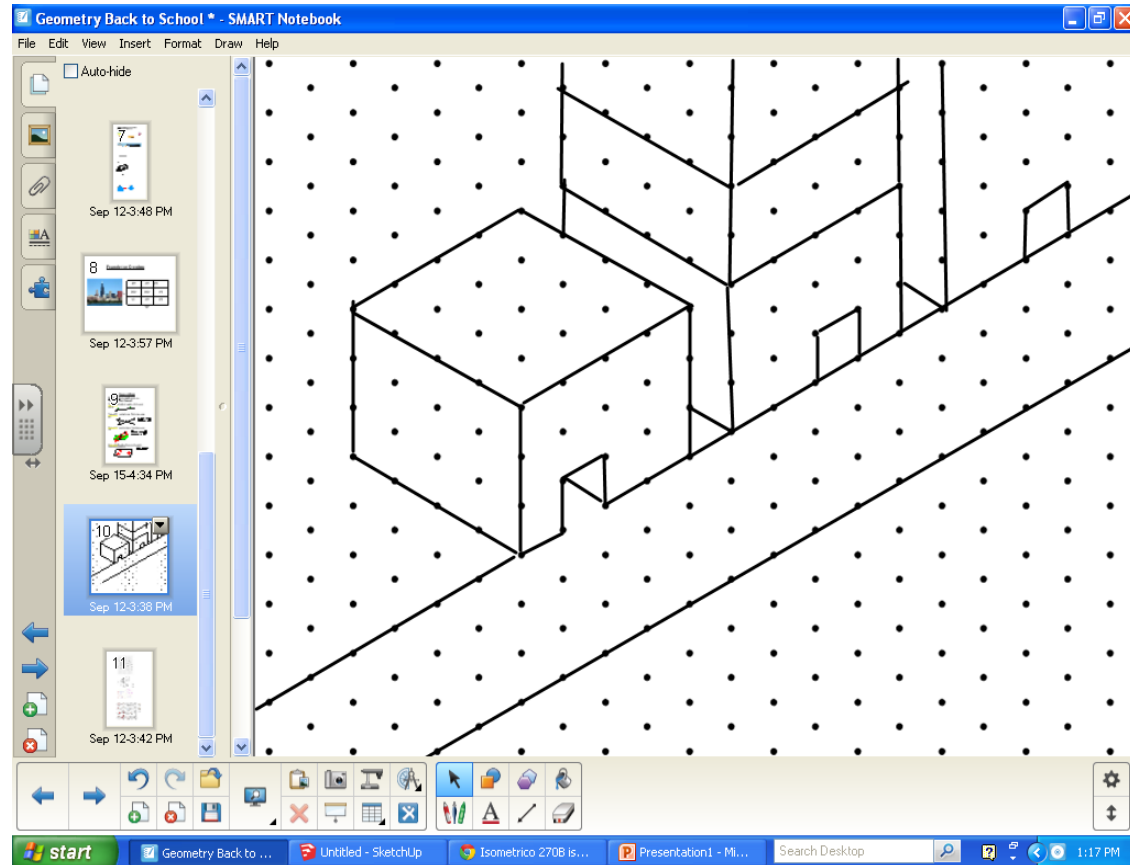 Geometry Back to School * - SMART Notebook
File Edit View Insert Format Draw Help
Auto-hide
7
Sep 12-3:48 PM
8
Sep 12-3:57 PM
9
Sep 15-4:34 PM
10
Sep 12-3:38 PM
11
Sep 12-3:42 PM
start
Geometry Back to ...
Untitled - SketchUp
Isometrico 270B is...
Presentation1 - Mi...
Search Desktop
1:17 PM